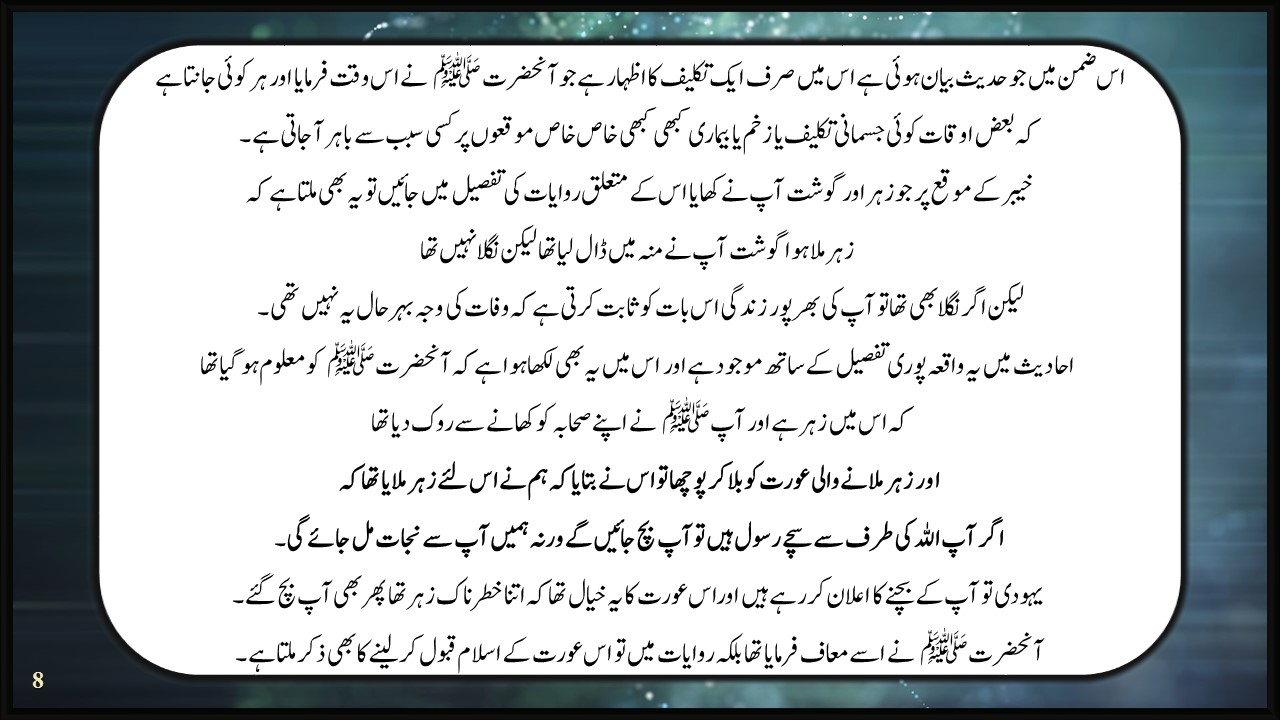 اس ضمن میں جو حدیث بیان ہوئی ہے اس میں صرف ایک تکلیف کا اظہار ہے جو آنحضرت ﷺ نے اس وقت فرمایا اور ہر کوئی جانتا ہے
کہ بعض اوقات کوئی جسمانی تکلیف یا زخم یا بیماری کبھی کبھی خاص خاص موقعوں پر کسی سبب سے باہر آ جاتی ہے۔
خیبر کے موقع پر جو زہر اور گوشت آپ نے کھایا اس کے متعلق روایات کی تفصیل میں جائیں تو یہ بھی ملتا ہے کہ
زہر ملا ہوا گوشت آپ نے منہ میں ڈال لیا تھا لیکن نگلا نہیں تھا
لیکن اگر نگلا بھی تھا تو آپ کی بھر پور زندگی اس بات کو ثابت کرتی ہے کہ وفات کی وجہ بہر حال یہ نہیں تھی۔
احادیث میں یہ واقعہ پوری تفصیل کے ساتھ موجود ہے اور اس میں یہ بھی لکھا ہوا ہے کہ آنحضرت ﷺ کو معلوم ہو گیا تھا
کہ اس میں زہر ہے اور آپ ﷺ نے اپنے صحابہ کو کھانے سے روک دیا تھا
اور زہر ملانے والی عورت کو بلا کر پوچھا تو اس نے بتایا کہ ہم نے اس لئے زہر ملایا تھا کہ
اگر آپ اللہ کی طرف سے سچے رسول ہیں تو آپ بچ جائیں گے ورنہ ہمیں آپ سے نجات مل جائے گی۔
یہودی تو آپ کے بچنے کا اعلان کر رہے ہیں اور اس عورت کا یہ خیال تھا کہ اتنا خطرناک زہر تھا پھر بھی آپ بچ گئے۔
آنحضرت ﷺ نے اسے معاف فرمایا تھا بلکہ روایات میں تو اس عورت کے اسلام قبول کر لینے کا بھی ذکر ملتا ہے۔
8